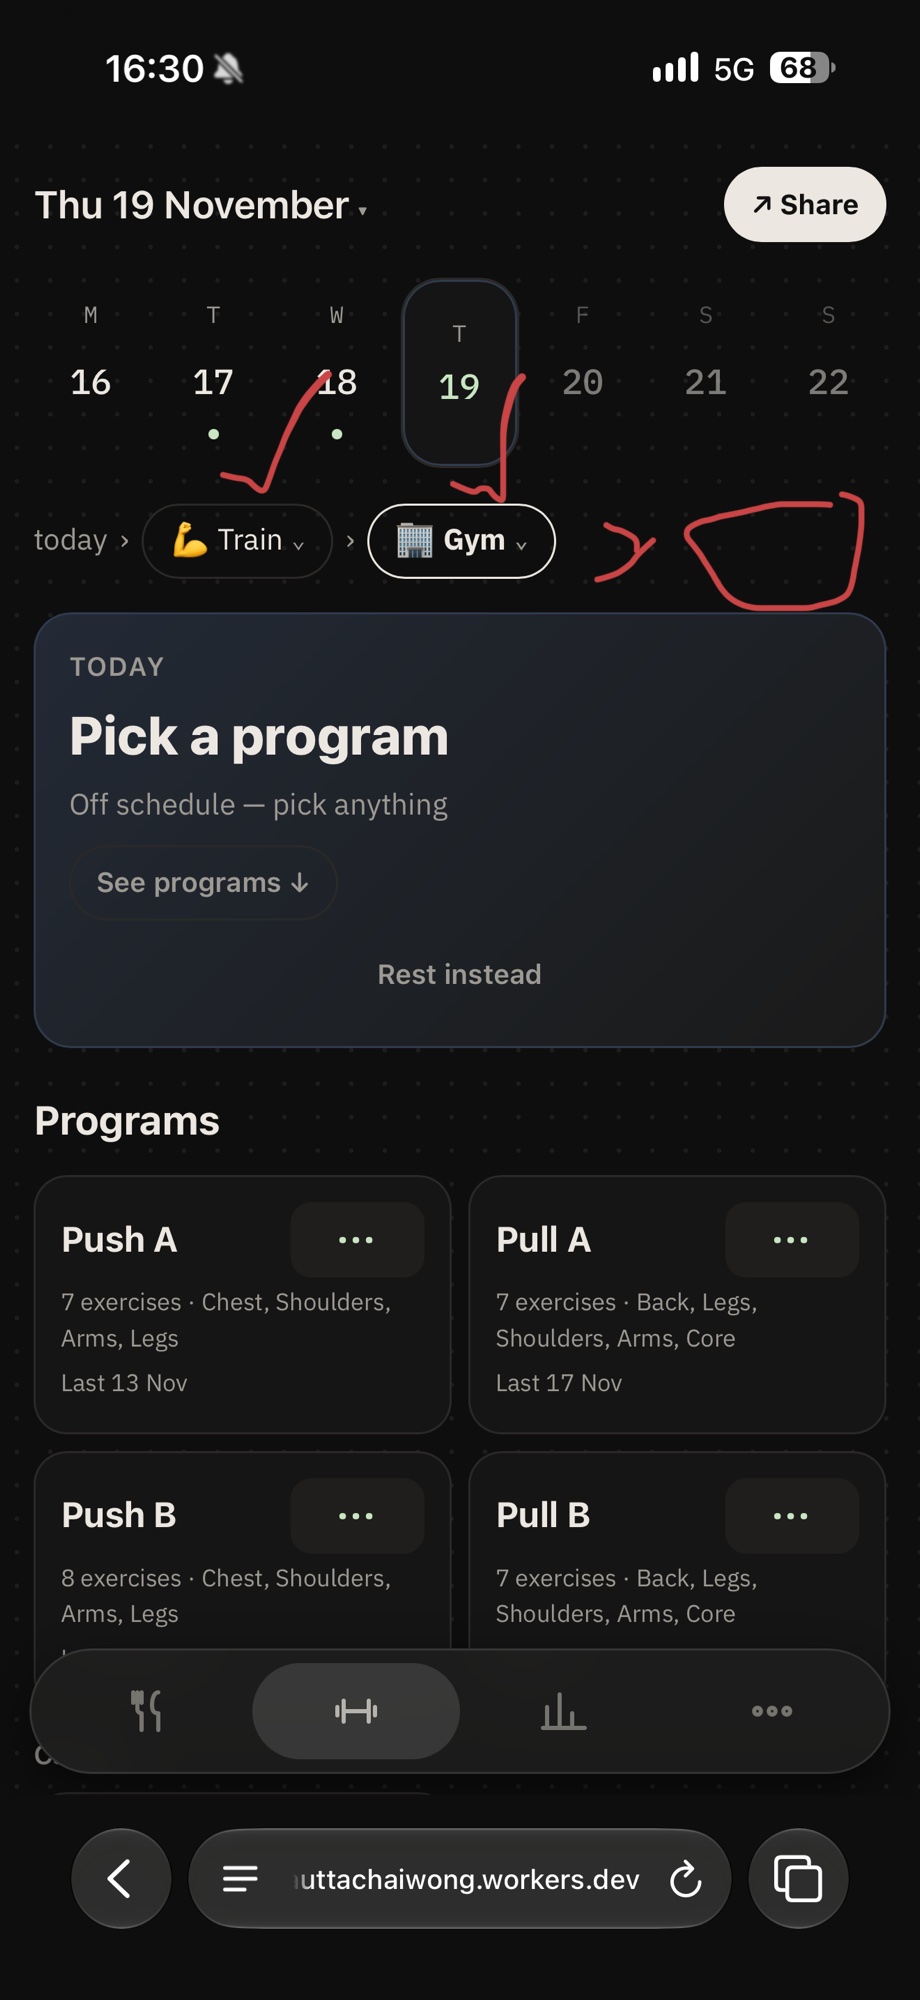 16:30 5G 68
Thu 19 November
Share
M T W T F S S
16 17 18 19 20 21 22
today › 💪 Train › 🏢 Gym
TODAY
Pick a program
Off schedule — pick anything
See programs ↓
Rest instead
Programs
Push A
7 exercises · Chest, Shoulders,
Arms, Legs
Last 13 Nov
Pull A
7 exercises · Back, Legs,
Shoulders, Arms, Core
Last 17 Nov
Push B
8 exercises · Chest, Shoulders,
Arms, Legs
Pull B
7 exercises · Back, Legs,
Shoulders, Arms, Core
uttachaiwong.workers.dev